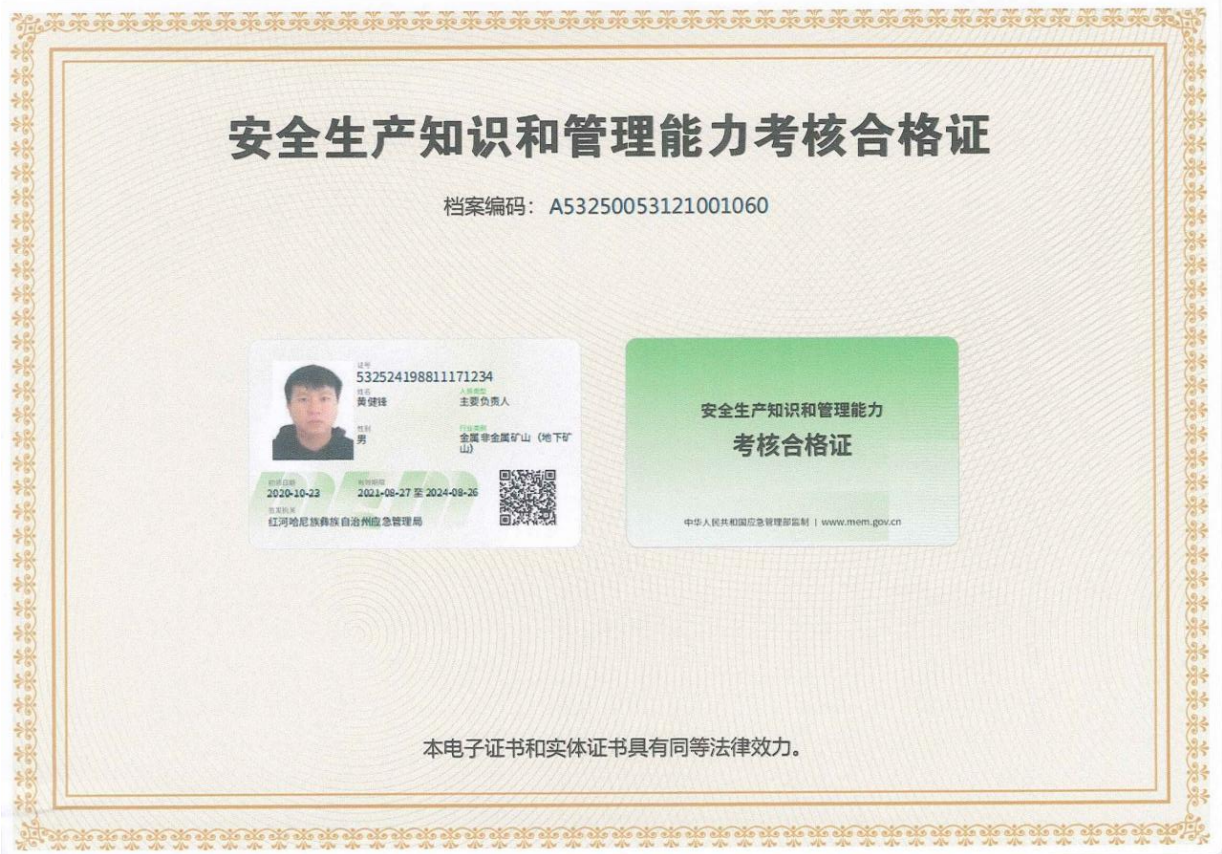 安全生产知识和管理能力考核合格证
档案编码： A53250053121001060
证号
532524198811171234
姓名
黄健锋
人员类型
主要负责人
性别
男
行业类别
金属非金属矿山（地下矿
山）
初领日期
2020-10-23
有效期限
2021-08-27 至 2024-08-26
签发机关
红河哈尼族彝族自治州应急管理局
安全生产知识和管理能力
考核合格证
中华人民共和国应急管理部监制 | www.mem.gov.cn
本电子证书和实体证书具有同等法律效力。